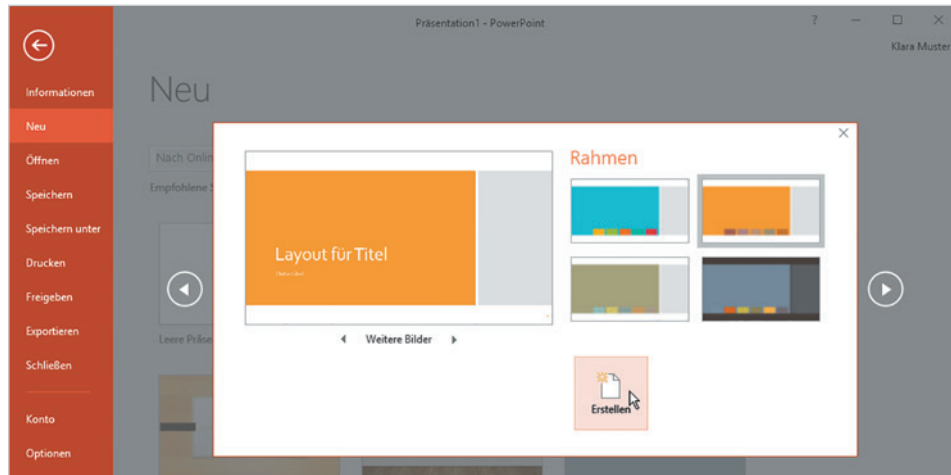 Präsentation1 - PowerPoint
?
Klara Muster
Informationen
Neu
Öffnen
Speichern
Speichern unter
Drucken
Freigeben
Exportieren
Schließen
Konto
Optionen
Neu
Nach Onlin
Empfohlene S
Leere Präse
Layout für Titel
Weitere Bilder
Rahmen
Erstellen